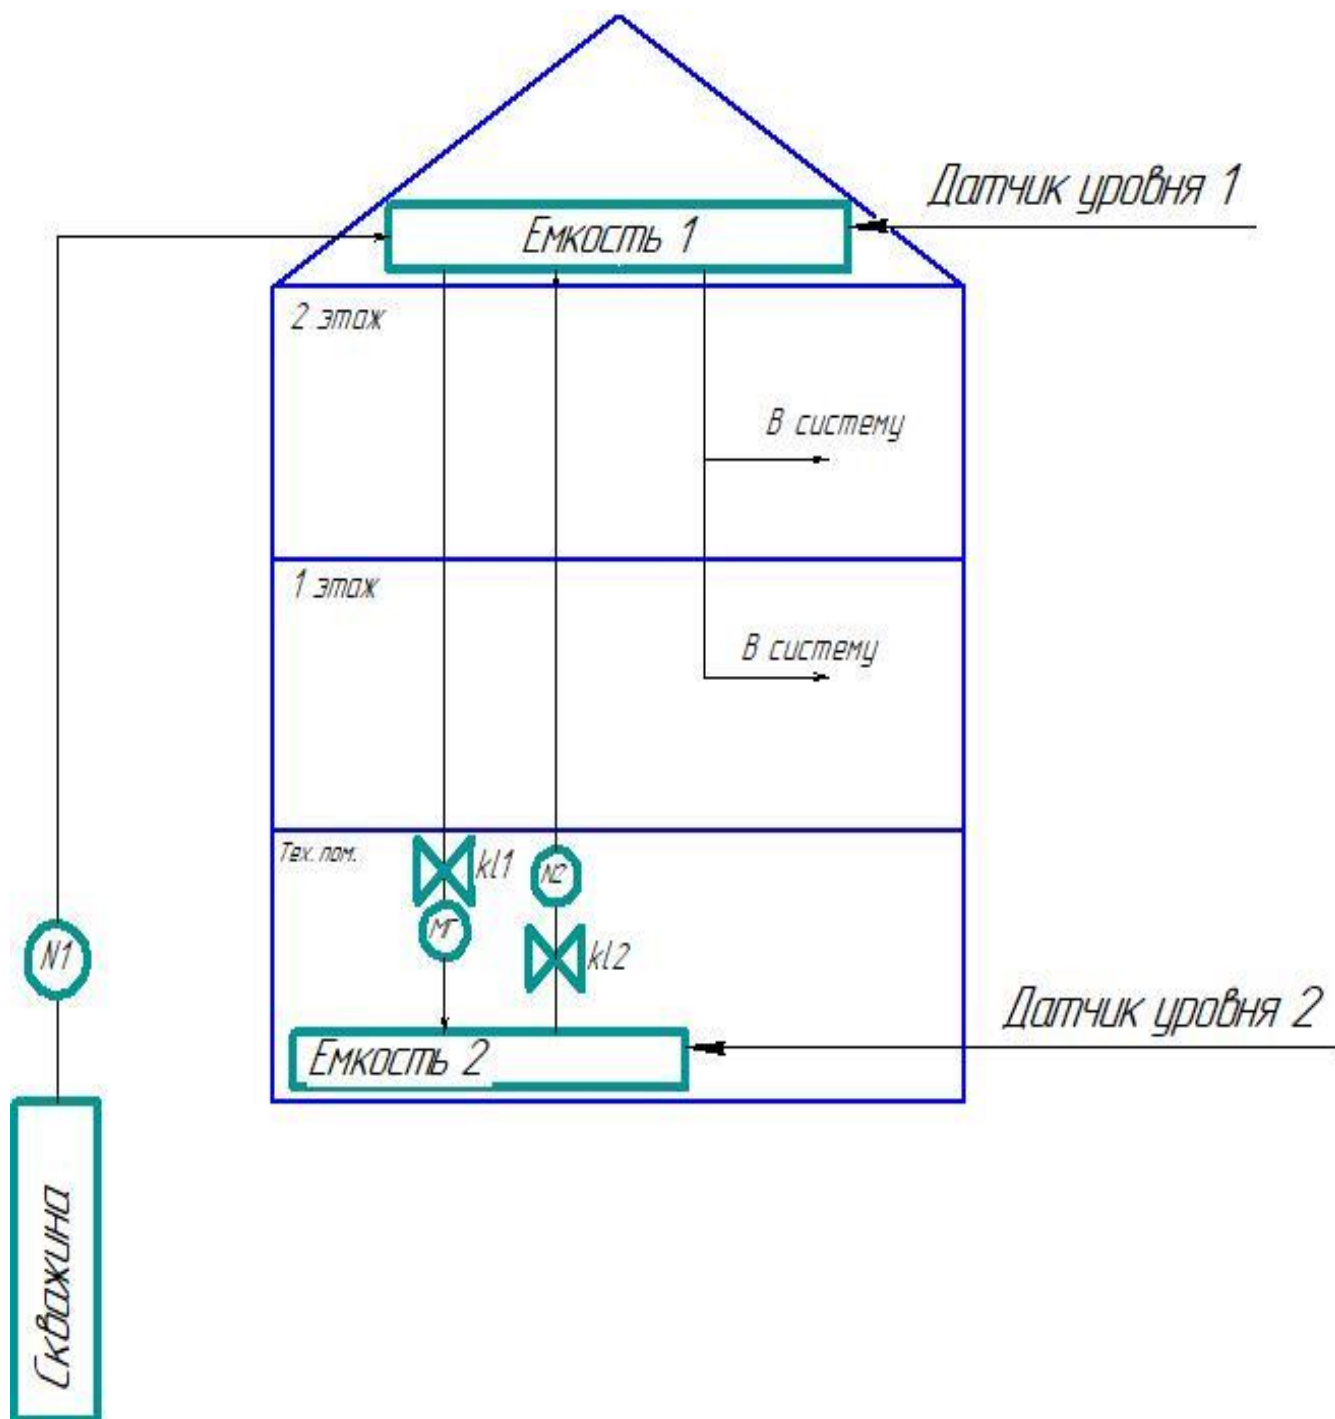 Датчик уровня 1
Емкость 1
2 этаж
В систему
1 этаж
В систему
Тех. пом.
kl1
N2
МГ
kl2
N1
Датчик уровня 2
Емкость 2
Скважина